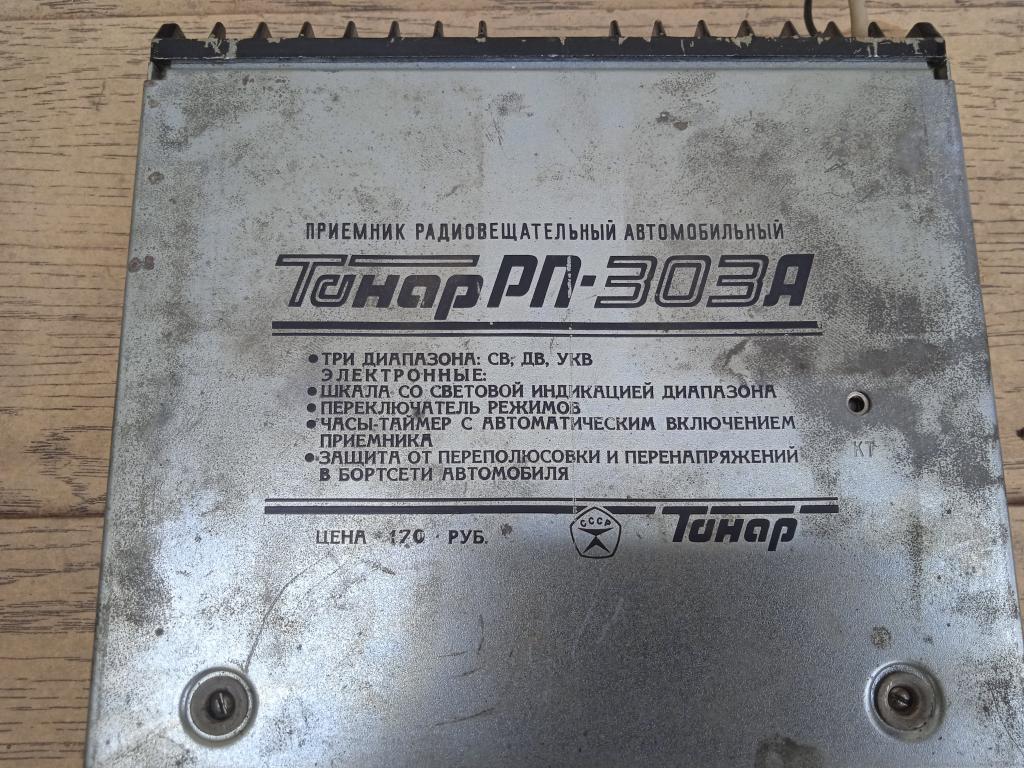 ПРИЕМНИК РАДИОВЕЩАТЕЛЬНЫЙ АВТОМОБИЛЬНЫЙ
Тонар РП-303А
•ТРИ ДИАПАЗОНА: СВ, ДВ, УКВ
ЭЛЕКТРОННЫЕ:
•ШКАЛА СО СВЕТОВОЙ ИНДИКАЦИЕЙ ДИАПАЗОНА
•ПЕРЕКЛЮЧАТЕЛЬ РЕЖИМОВ
•ЧАСЫ-ТАЙМЕР С АВТОМАТИЧЕСКИМ ВКЛЮЧЕНИЕМ
ПРИЕМНИКА
•ЗАЩИТА ОТ ПЕРЕПОЛЮСОВКИ И ПЕРЕНАПРЯЖЕНИЙ
В БОРТСЕТИ АВТОМОБИЛЯ
КТ
ЦЕНА 170 РУБ.
СССР
Тонар